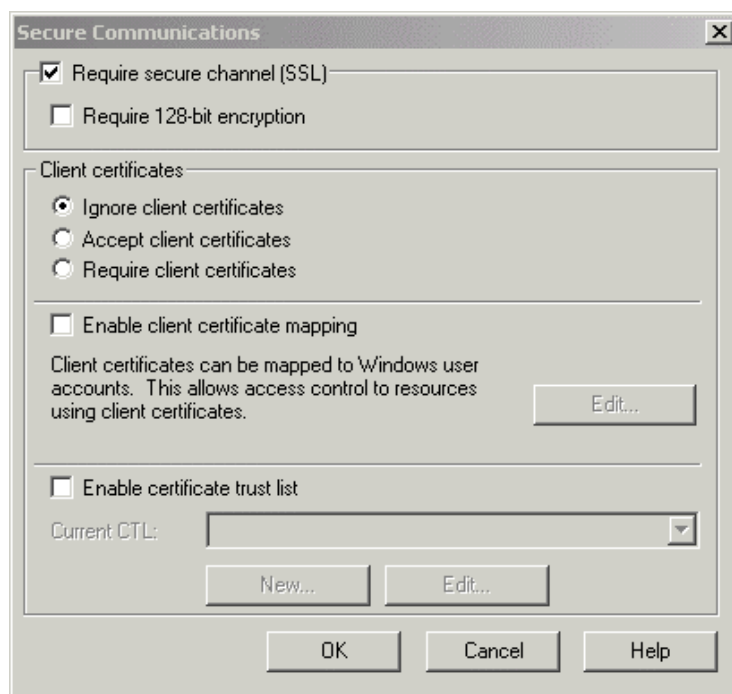 Secure Communications
Require secure channel (SSL)
Require 128-bit encryption
Client certificates
Ignore client certificates
Accept client certificates
Require client certificates
Enable client certificate mapping
Client certificates can be mapped to Windows user
accounts. This allows access control to resources
using client certificates.
Edit...
Enable certificate trust list
Current CTL:
New...
Edit...
OK
Cancel
Help